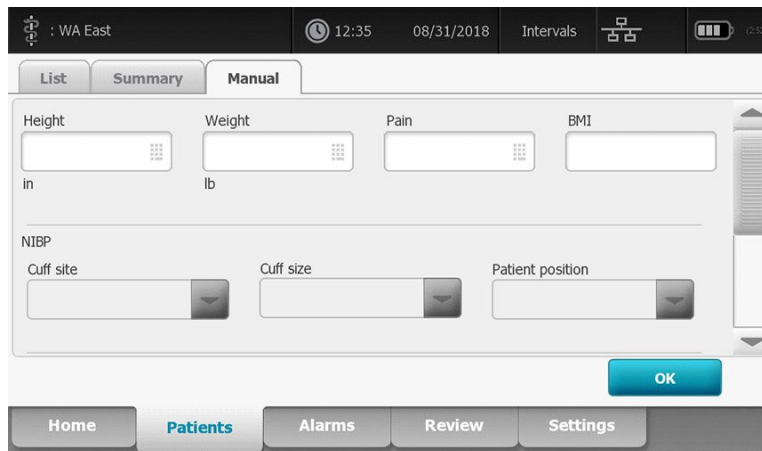 : WA East 12:35 08/31/2018 Intervals
List Summary Manual
Height Weight Pain BMI
in lb
NIBP
Cuff site Cuff size Patient position
OK
Home Patients Alarms Review Settings